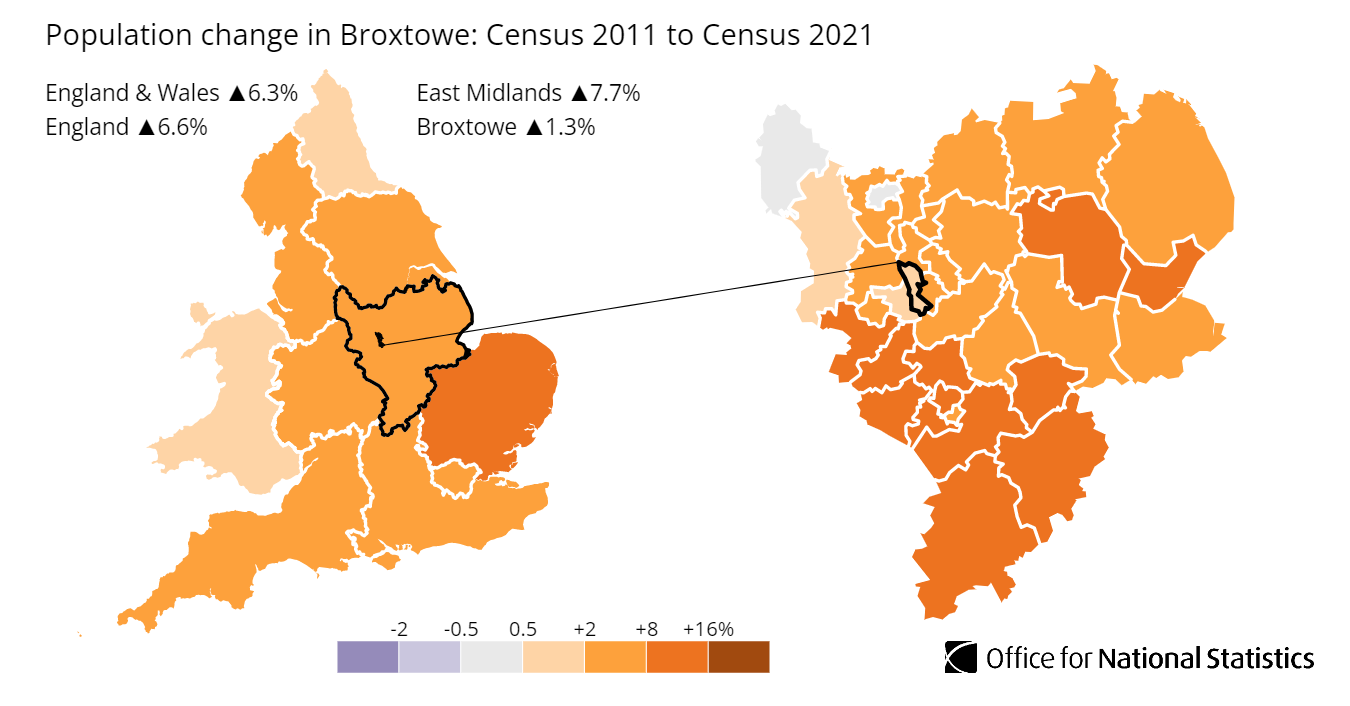 Population change in Broxtowe: Census 2011 to Census 2021
England & Wales ▲6.3%
East Midlands ▲7.7%
England ▲6.6%
Broxtowe ▲1.3%
-2 -0.5 0.5 +2 +8 +16%
Office for National Statistics